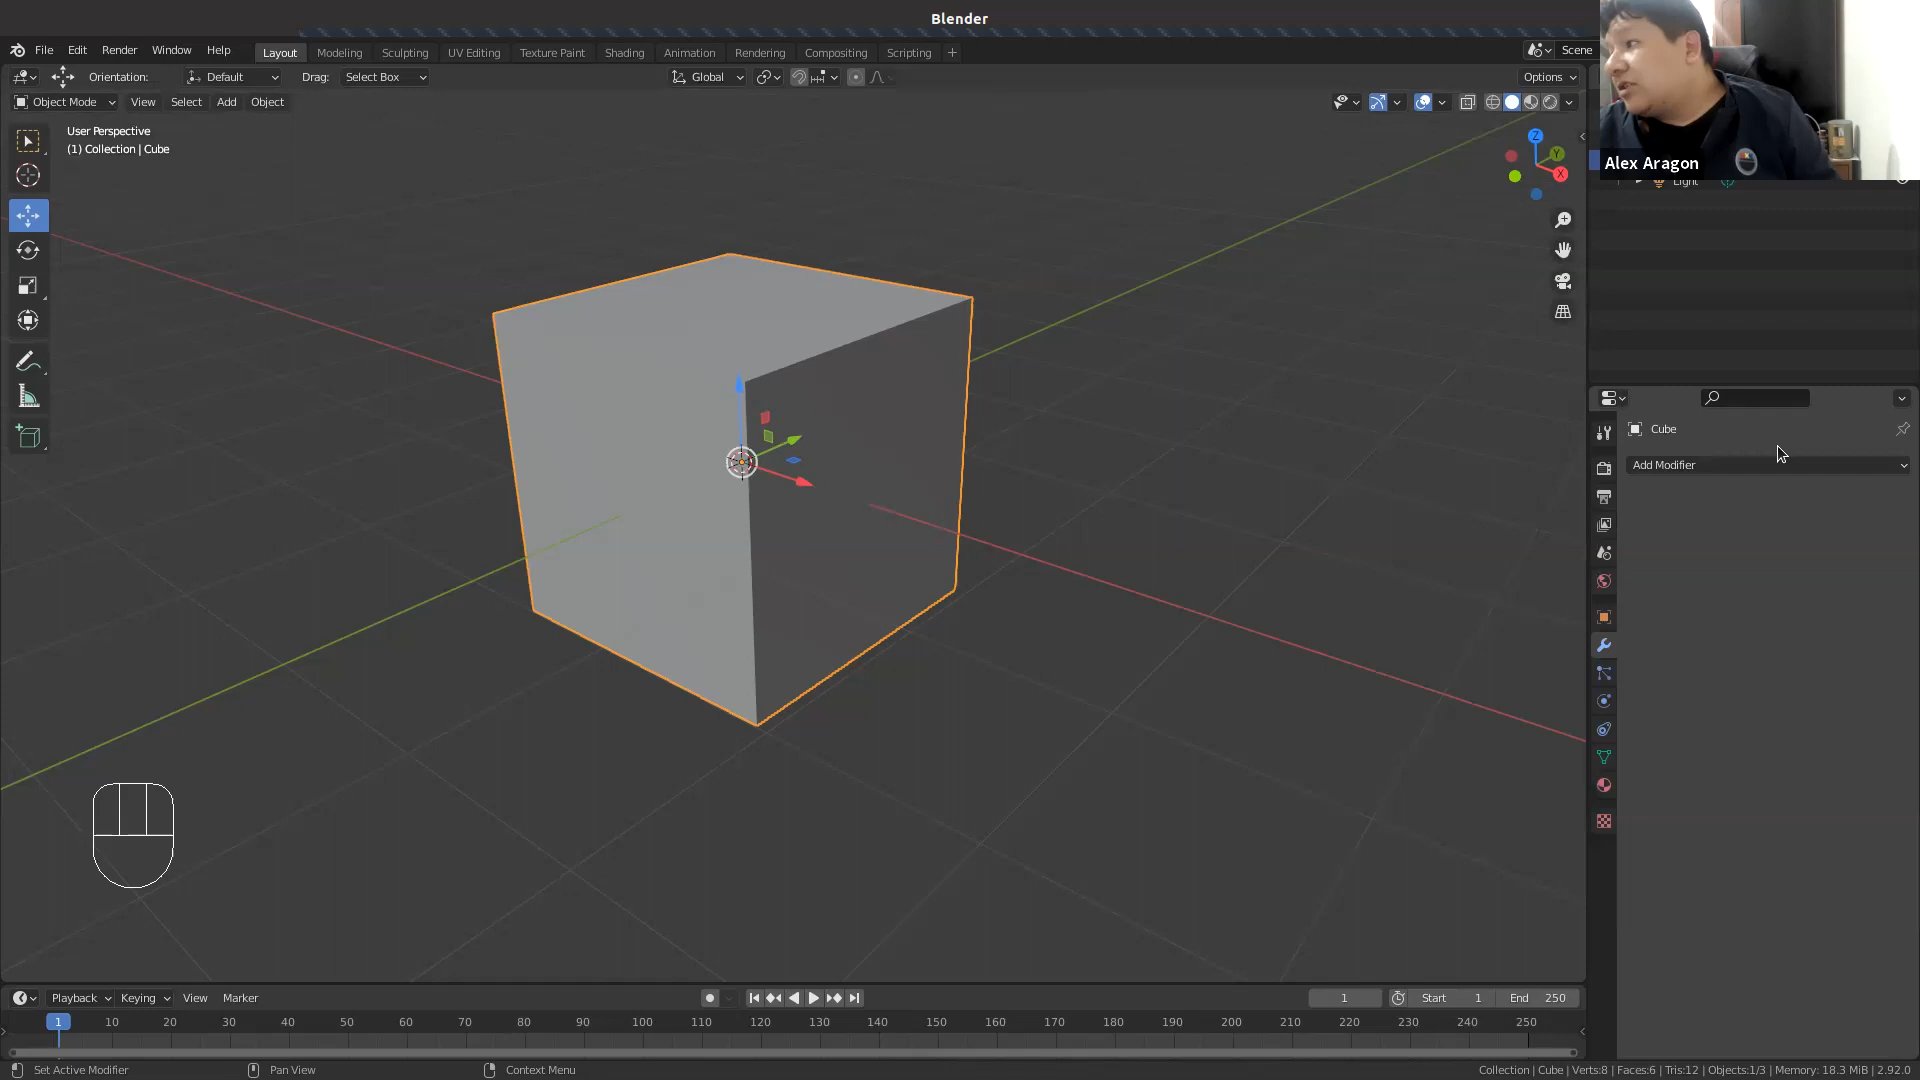 Blender
File Edit Render Window Help
Layout Modeling Sculpting UV Editing Texture Paint Shading Animation Rendering Compositing Scripting +
Scene
Orientation: Default Drag: Select Box
Global
Options
Object Mode View Select Add Object
User Perspective
(1) Collection | Cube
Z
Y
X
Alex Aragon
Light
Cube
Add Modifier
Playback Keying View Marker
1 Start 1 End 250
1 10 20 30 40 50 60 70 80 90 100 110 120 130 140 150 160 170 180 190 200 210 220 230 240 250
Set Active Modifier Pan View Context Menu
Collection | Cube | Verts:8 | Faces:6 | Tris:12 | Objects:1/3 | Memory: 18.3 MiB | 2.92.0